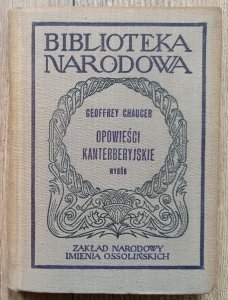 BIBLIOTEKA
NARODOWA
GEOFFREY CHAUCER
OPOWIEŚCI
KANTERBERYJSKIE
WYBÓR
ZAKŁAD NARODOWY
IMIENIA OSSOLIŃSKICH